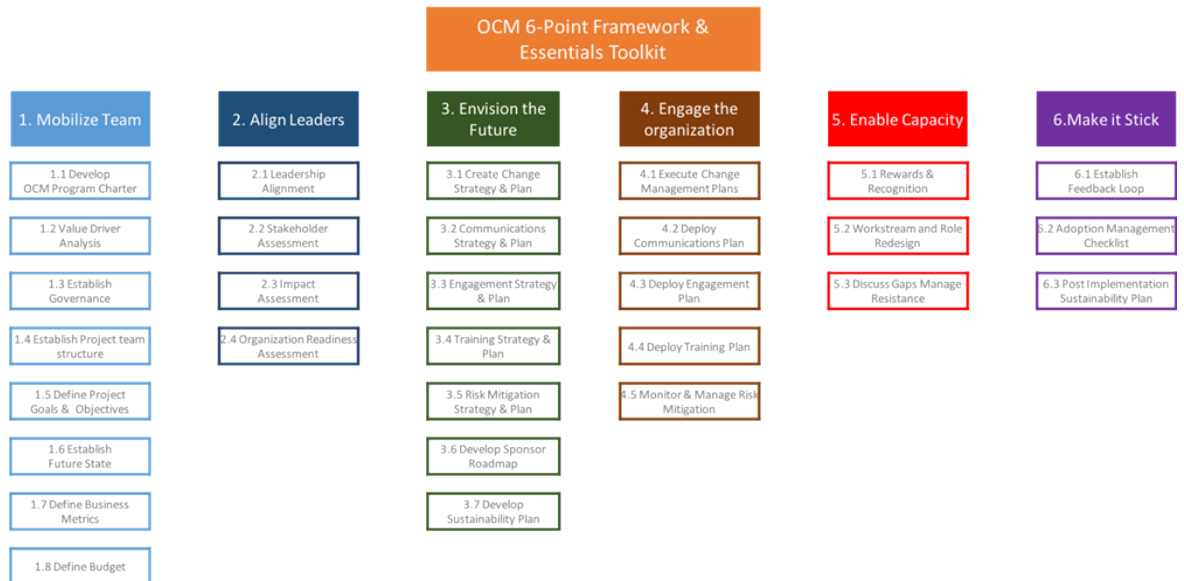 OCM 6-Point Framework &
Essentials Toolkit
1. Mobilize Team
1.1 Develop
OCM Program Charter
1.2 Value Driver
Analysis
1.3 Establish
Governance
1.4 Establish Project team
structure
1.5 Define Project
Goals & Objectives
1.6 Establish
Future State
1.7 Define Business
Metrics
1.8 Define Budget
2. Align Leaders
2.1 Leadership
Alignment
2.2 Stakeholder
Assessment
2.3 Impact
Assessment
2.4 Organization Readiness
Assessment
3. Envision the
Future
3.1 Create Change
Strategy & Plan
3.2 Communications
Strategy & Plan
3.3 Engagement Strategy
& Plan
3.4 Training Strategy &
Plan
3.5 Risk Mitigation
Strategy & Plan
3.6 Develop Sponsor
Roadmap
3.7 Develop
Sustainability Plan
4. Engage the
organization
4.1 Execute Change
Management Plans
4.2 Deploy
Communications Plan
4.3 Deploy Engagement
Plan
4.4 Deploy Training Plan
4.5 Monitor & Manage Risk
Mitigation
5. Enable Capacity
5.1 Rewards &
Recognition
5.2 Workstream and Role
Redesign
5.3 Discuss Gaps Manage
Resistance
6.Make it Stick
6.1 Establish
Feedback Loop
6.2 Adoption Management
Checklist
6.3 Post Implementation
Sustainability Plan